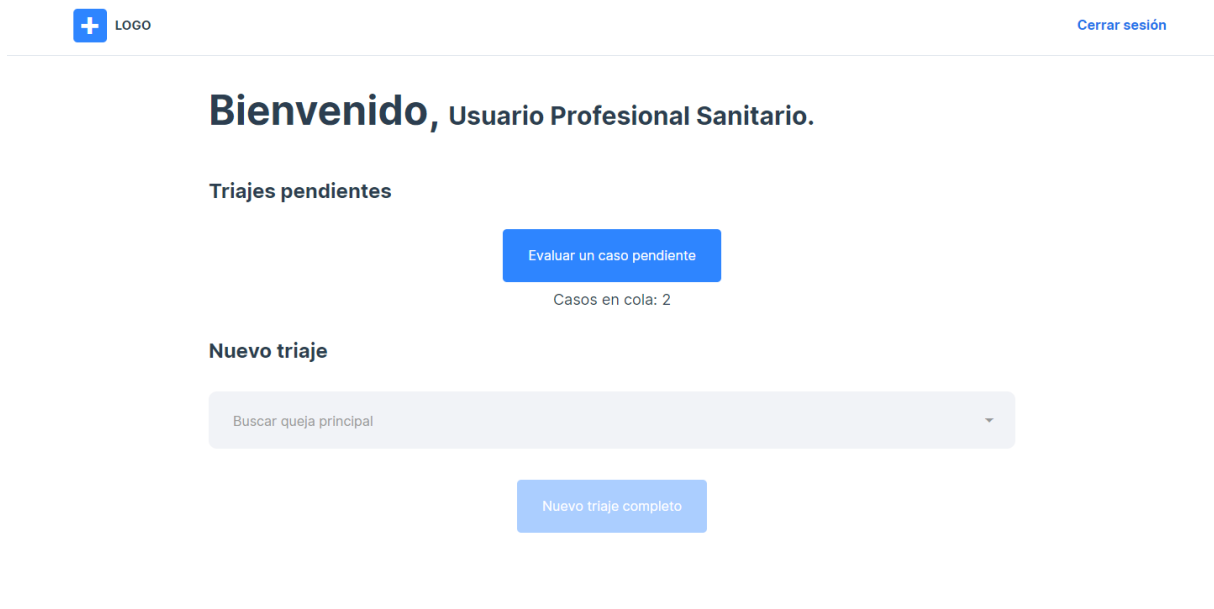 LOGO
Cerrar sesión
Bienvenido, Usuario Profesional Sanitario.
Triajes pendientes
Evaluar un caso pendiente
Casos en cola: 2
Nuevo triaje
Buscar queja principal
Nuevo triaje completo